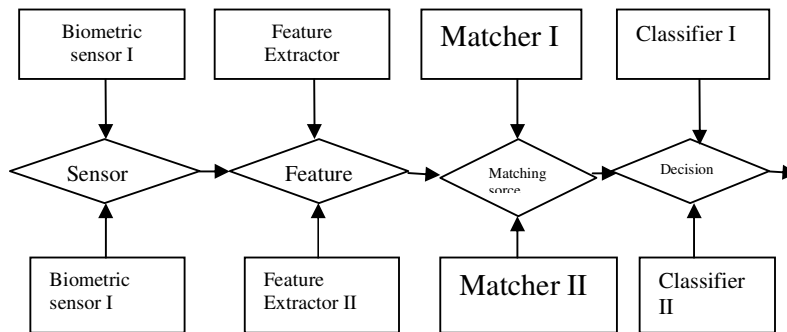 Biometric
sensor I
Feature
Extractor
Matcher I
Classifier I
Sensor
Feature
Matching
sorce
Decision
Biometric
sensor I
Feature
Extractor II
Matcher II
Classifier
II